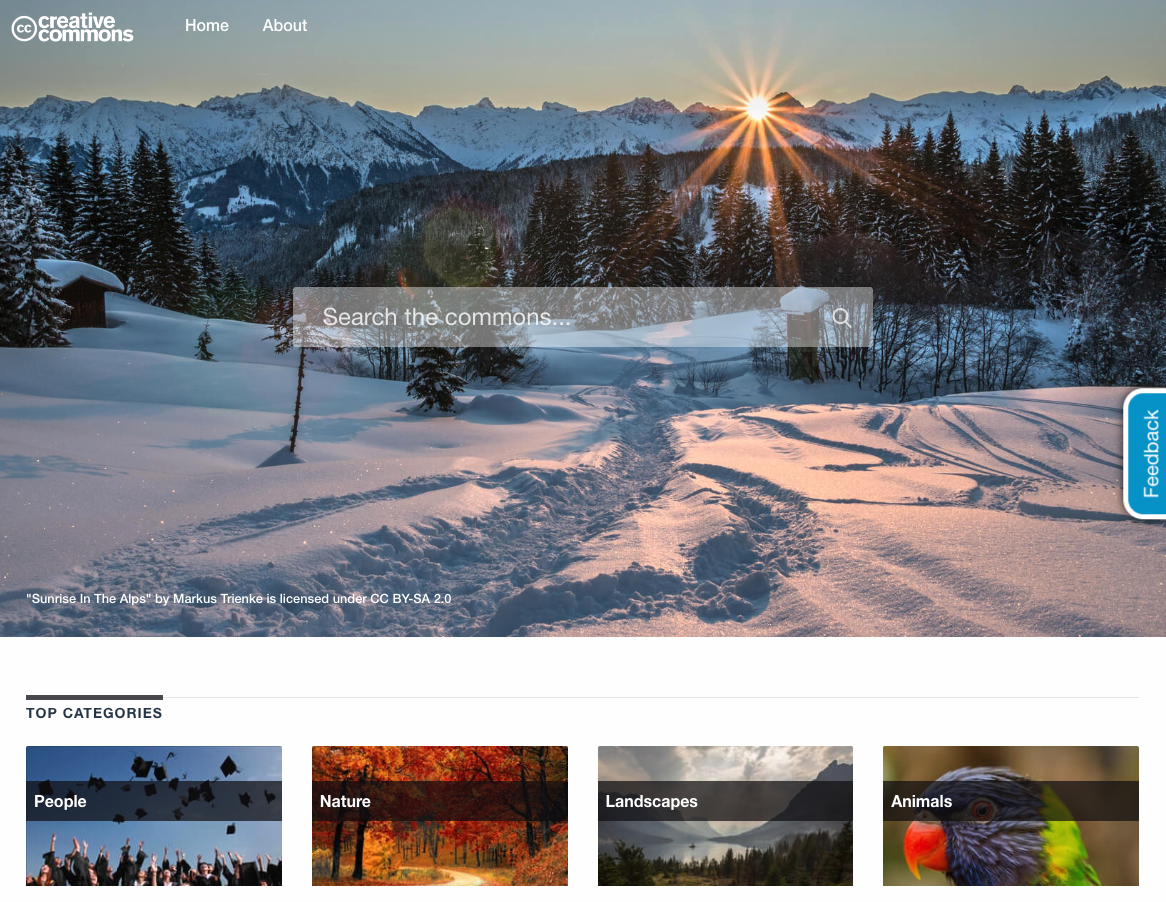 cc creative
commons
Home
About
Search the commons...
Feedback
"Sunrise In The Alps" by Markus Trienke is licensed under CC BY-SA 2.0
TOP CATEGORIES
People
Nature
Landscapes
Animals